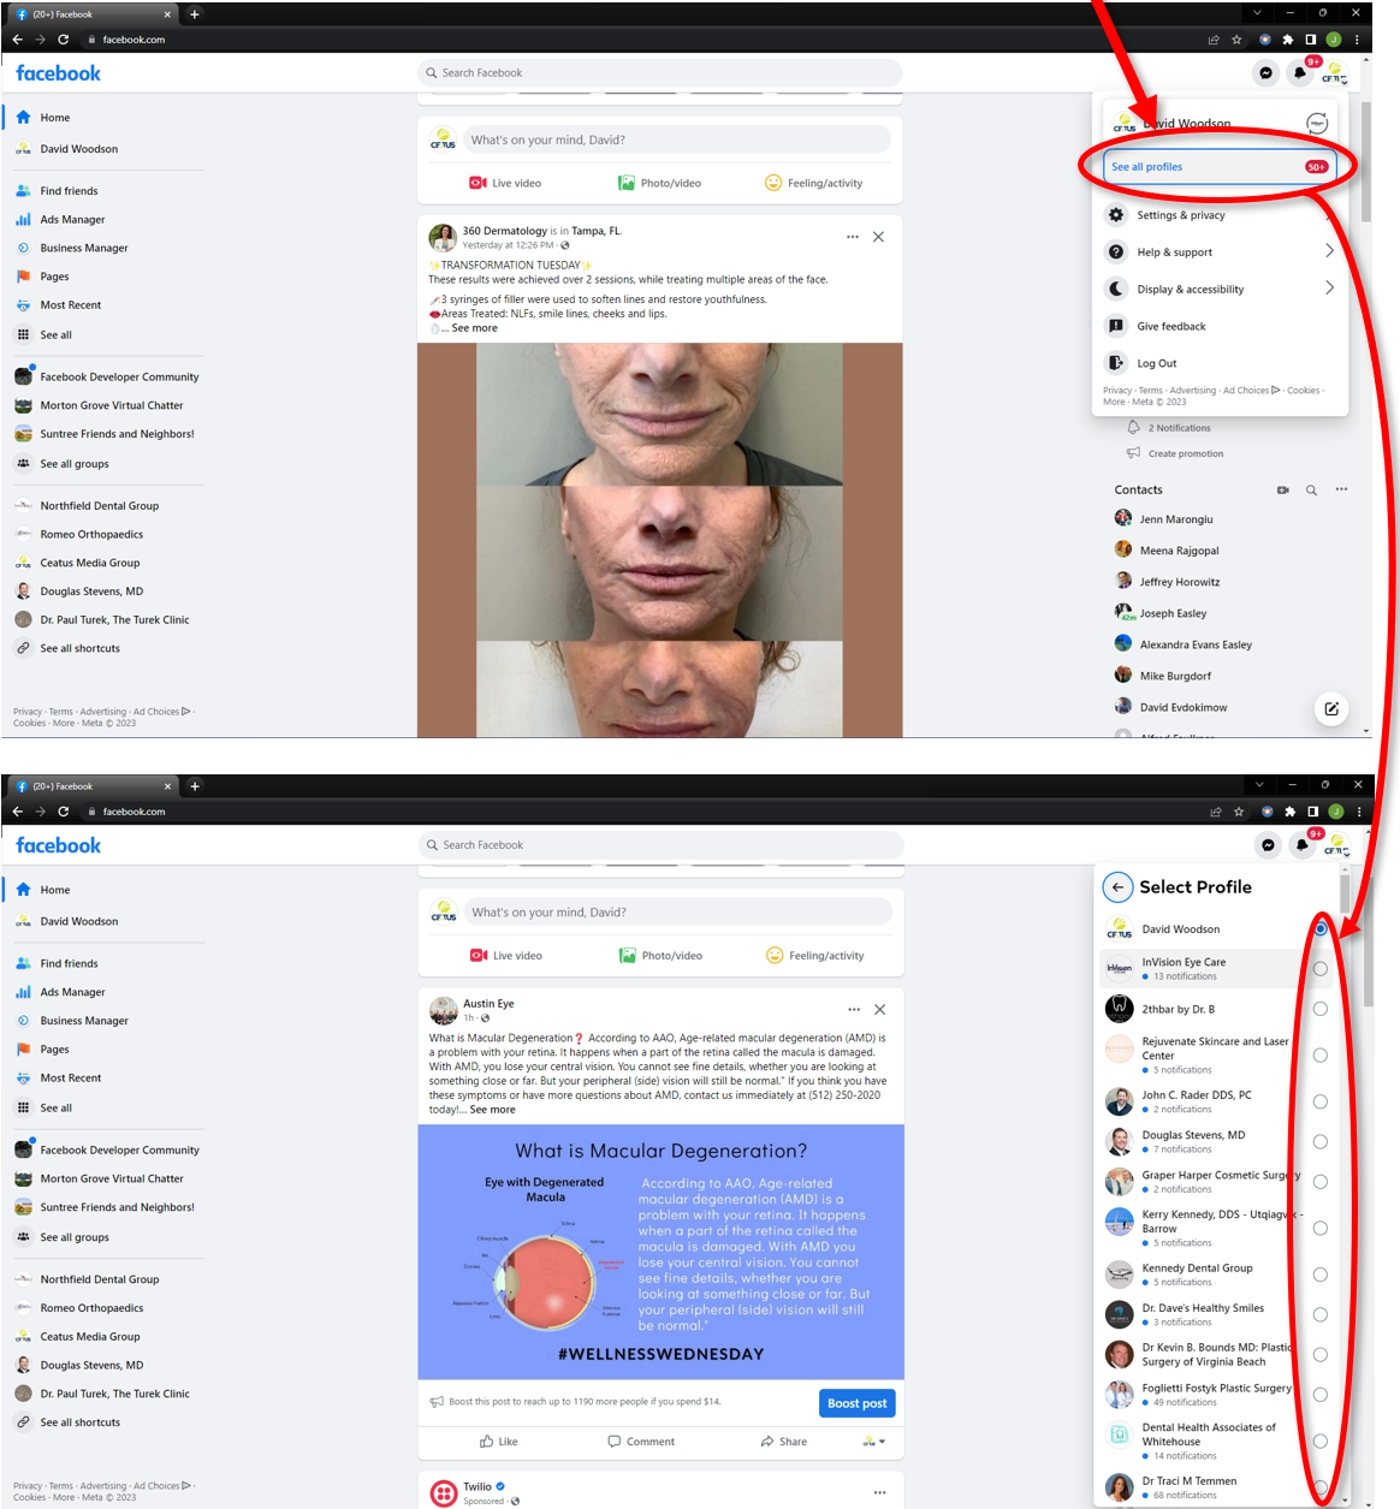 (20+) Facebook
facebook.com
facebook
Search Facebook
9+
Home
David Woodson
Find friends
Ads Manager
Business Manager
Pages
Most Recent
See all
Facebook Developer Community
Morton Grove Virtual Chatter
Suntree Friends and Neighbors!
See all groups
Northfield Dental Group
Romeo Orthopaedics
Ceatus Media Group
Douglas Stevens, MD
Dr. Paul Turek, The Turek Clinic
See all shortcuts
Privacy · Terms · Advertising · Ad Choices ·
Cookies · More · Meta © 2023
What's on your mind, David?
Live video
Photo/video
Feeling/activity
360 Dermatology is in Tampa, FL.
Yesterday at 12:26 PM ·
✨TRANSFORMATION TUESDAY✨
These results were achieved over 2 sessions, while treating multiple areas of the face.
3 syringes of filler were used to soften lines and restore youthfulness.
Areas Treated: NLFs, smile lines, cheeks and lips.
... See more
David Woodson
See all profiles
50+
Settings & privacy
Help & support
Display & accessibility
Give feedback
Log Out
Privacy · Terms · Advertising · Ad Choices · Cookies ·
More · Meta © 2023
2 Notifications
Create promotion
Contacts
Jenn Marongiu
Meena Rajgopal
Jeffrey Horowitz
42m
Joseph Easley
Alexandra Evans Easley
Mike Burgdorf
David Evdokimow
(20+) Facebook
facebook.com
facebook
Search Facebook
9+
Home
David Woodson
Find friends
Ads Manager
Business Manager
Pages
Most Recent
See all
Facebook Developer Community
Morton Grove Virtual Chatter
Suntree Friends and Neighbors!
See all groups
Northfield Dental Group
Romeo Orthopaedics
Ceatus Media Group
Douglas Stevens, MD
Dr. Paul Turek, The Turek Clinic
See all shortcuts
Privacy · Terms · Advertising · Ad Choices ·
Cookies · More · Meta © 2023
What's on your mind, David?
Live video
Photo/video
Feeling/activity
Austin Eye
1h ·
What is Macular Degeneration❓ According to AAO, Age-related macular degeneration (AMD) is
a problem with your retina. It happens when a part of the retina called the macula is damaged.
With AMD, you lose your central vision. You cannot see fine details, whether you are looking at
something close or far. But your peripheral (side) vision will still be normal." If you think you have
these symptoms or have more questions about AMD, contact us immediately at (512) 250-2020
today!... See more
What is Macular Degeneration?
Eye with Degenerated
Macula
According to AAO, Age-related
macular degeneration (AMD) is a
problem with your retina. It happens
when a part of the retina called the
macula is damaged. With AMD you
lose your central vision. You cannot
see fine details, whether you are
looking at something close or far. But
your peripheral (side) vision will still
be normal."
#WELLNESSWEDNESDAY
Boost this post to reach up to 1190 more people if you spend $14.
Boost post
Like
Comment
Share
Twilio
Sponsored ·
Select Profile
David Woodson
InVision Eye Care
13 notifications
2thbar by Dr. B
Rejuvenate Skincare and Laser
Center
5 notifications
John C. Rader DDS, PC
2 notifications
Douglas Stevens, MD
7 notifications
Graper Harper Cosmetic Surgery
2 notifications
Kerry Kennedy, DDS - Utqiagvik -
Barrow
5 notifications
Kennedy Dental Group
5 notifications
Dr. Dave's Healthy Smiles
3 notifications
Dr Kevin B. Bounds MD: Plastic
Surgery of Virginia Beach
Foglietti Fostyk Plastic Surgery
49 notifications
Dental Health Associates of
Whitehouse
14 notifications
Dr Traci M Temmen
68 notifications